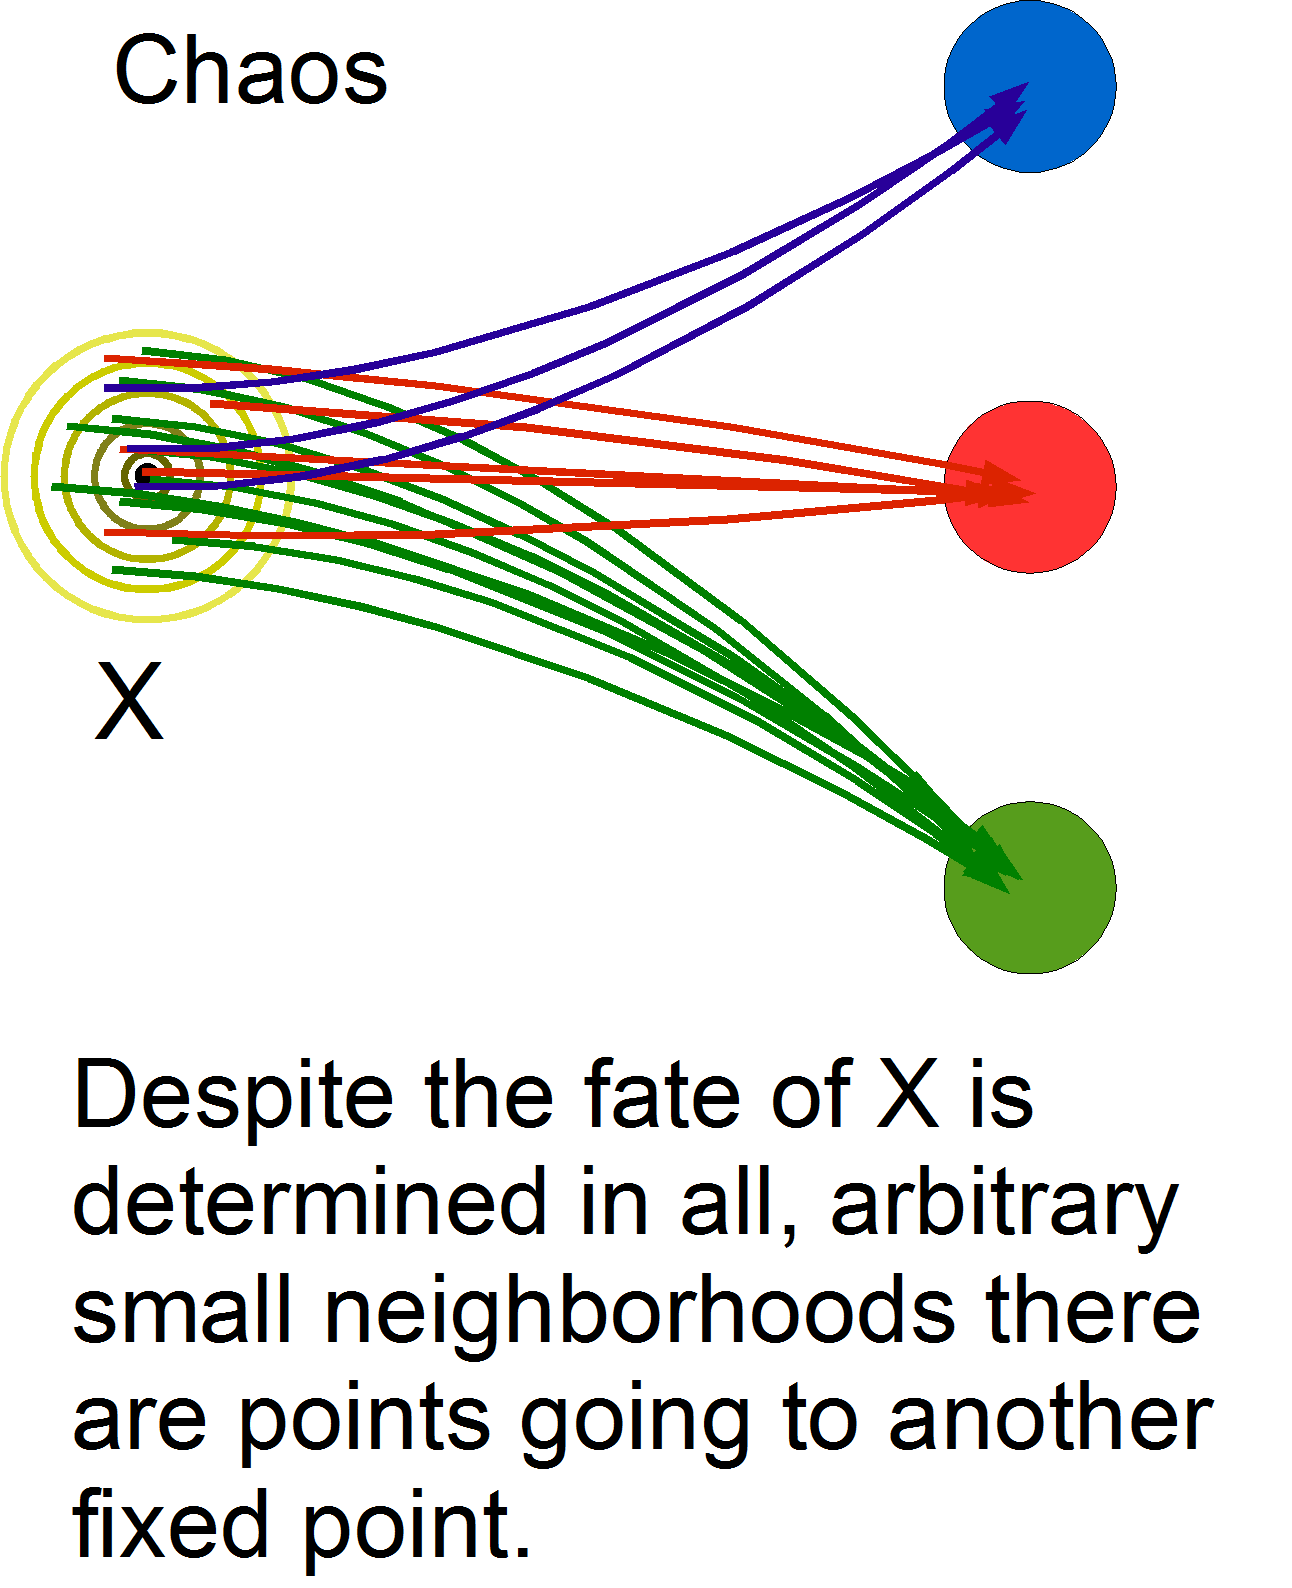 Chaos
X
Despite the fate of X is
determined in all, arbitrary
small neighborhoods there
are points going to another
fixed point.